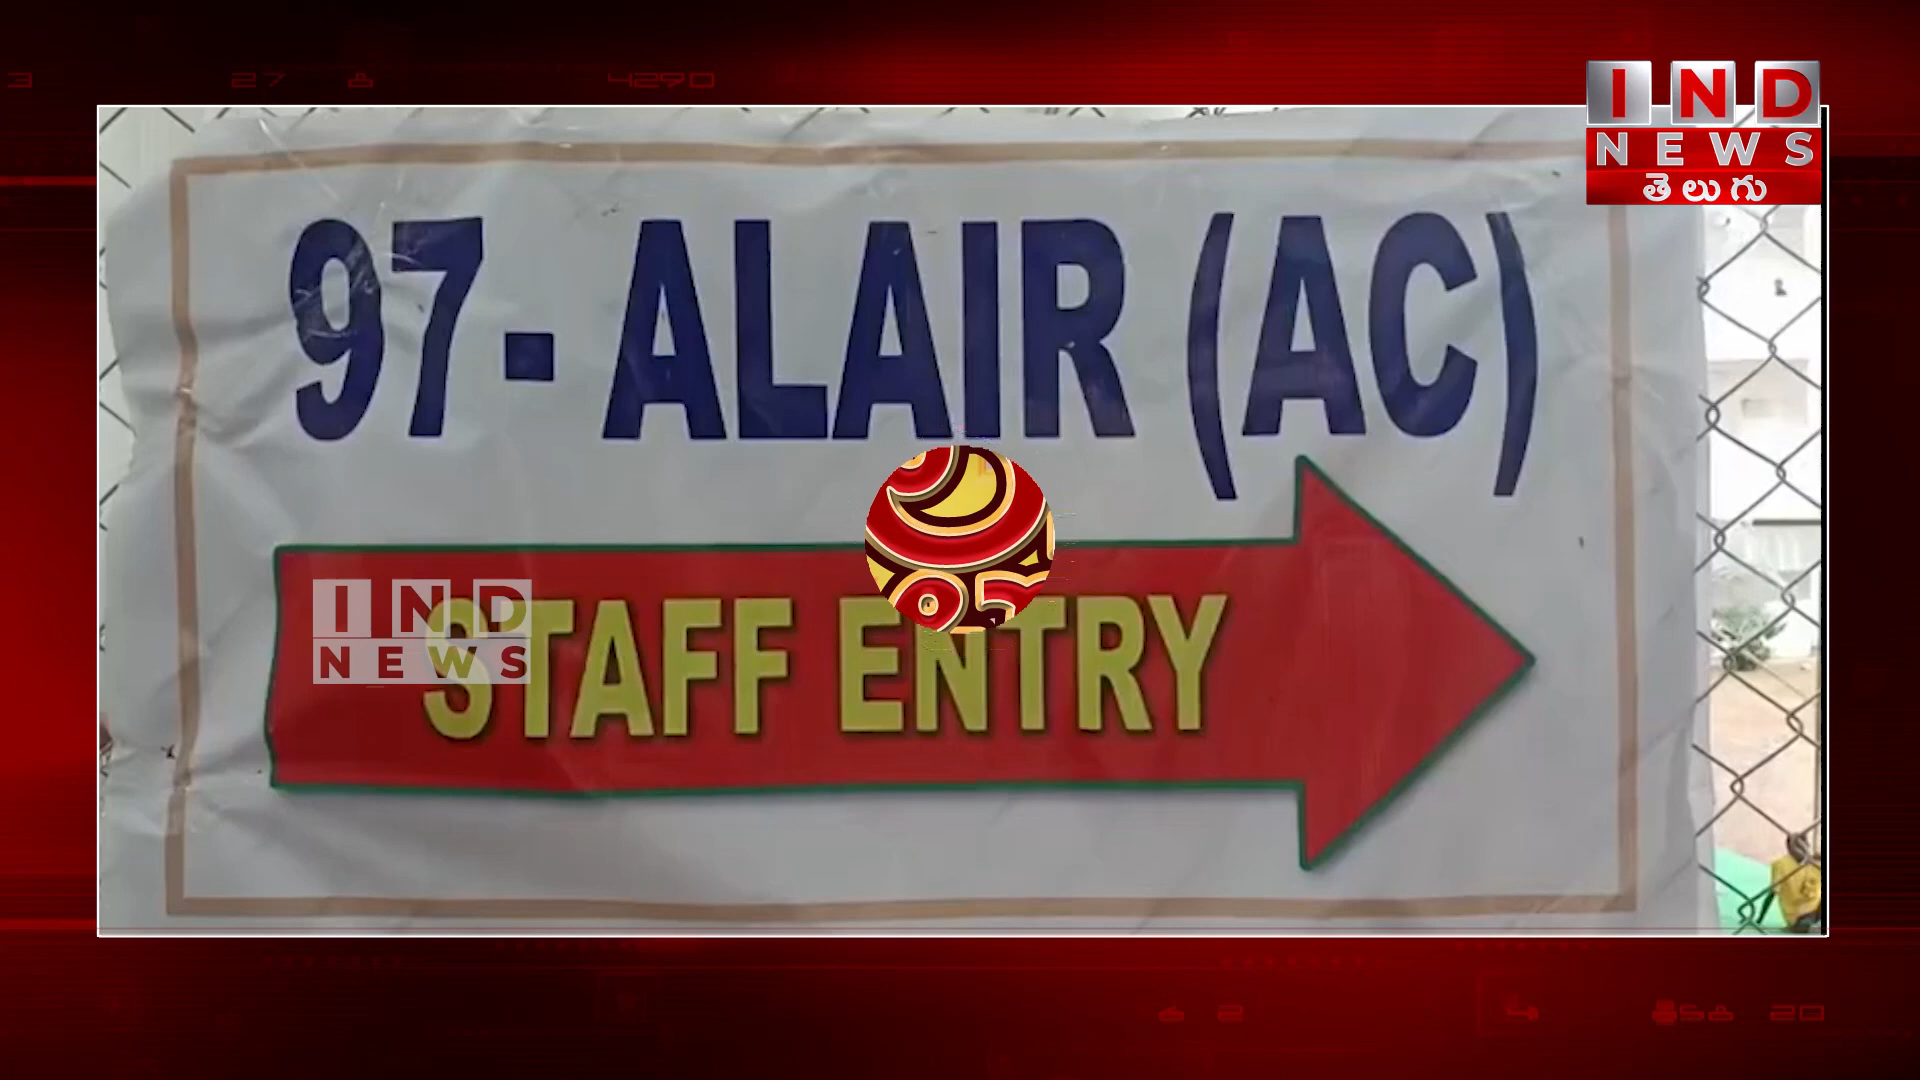 IND
NEWS
తెలుగు
97- ALAIR (AC)
STAFF ENTRY
IND
NEWS